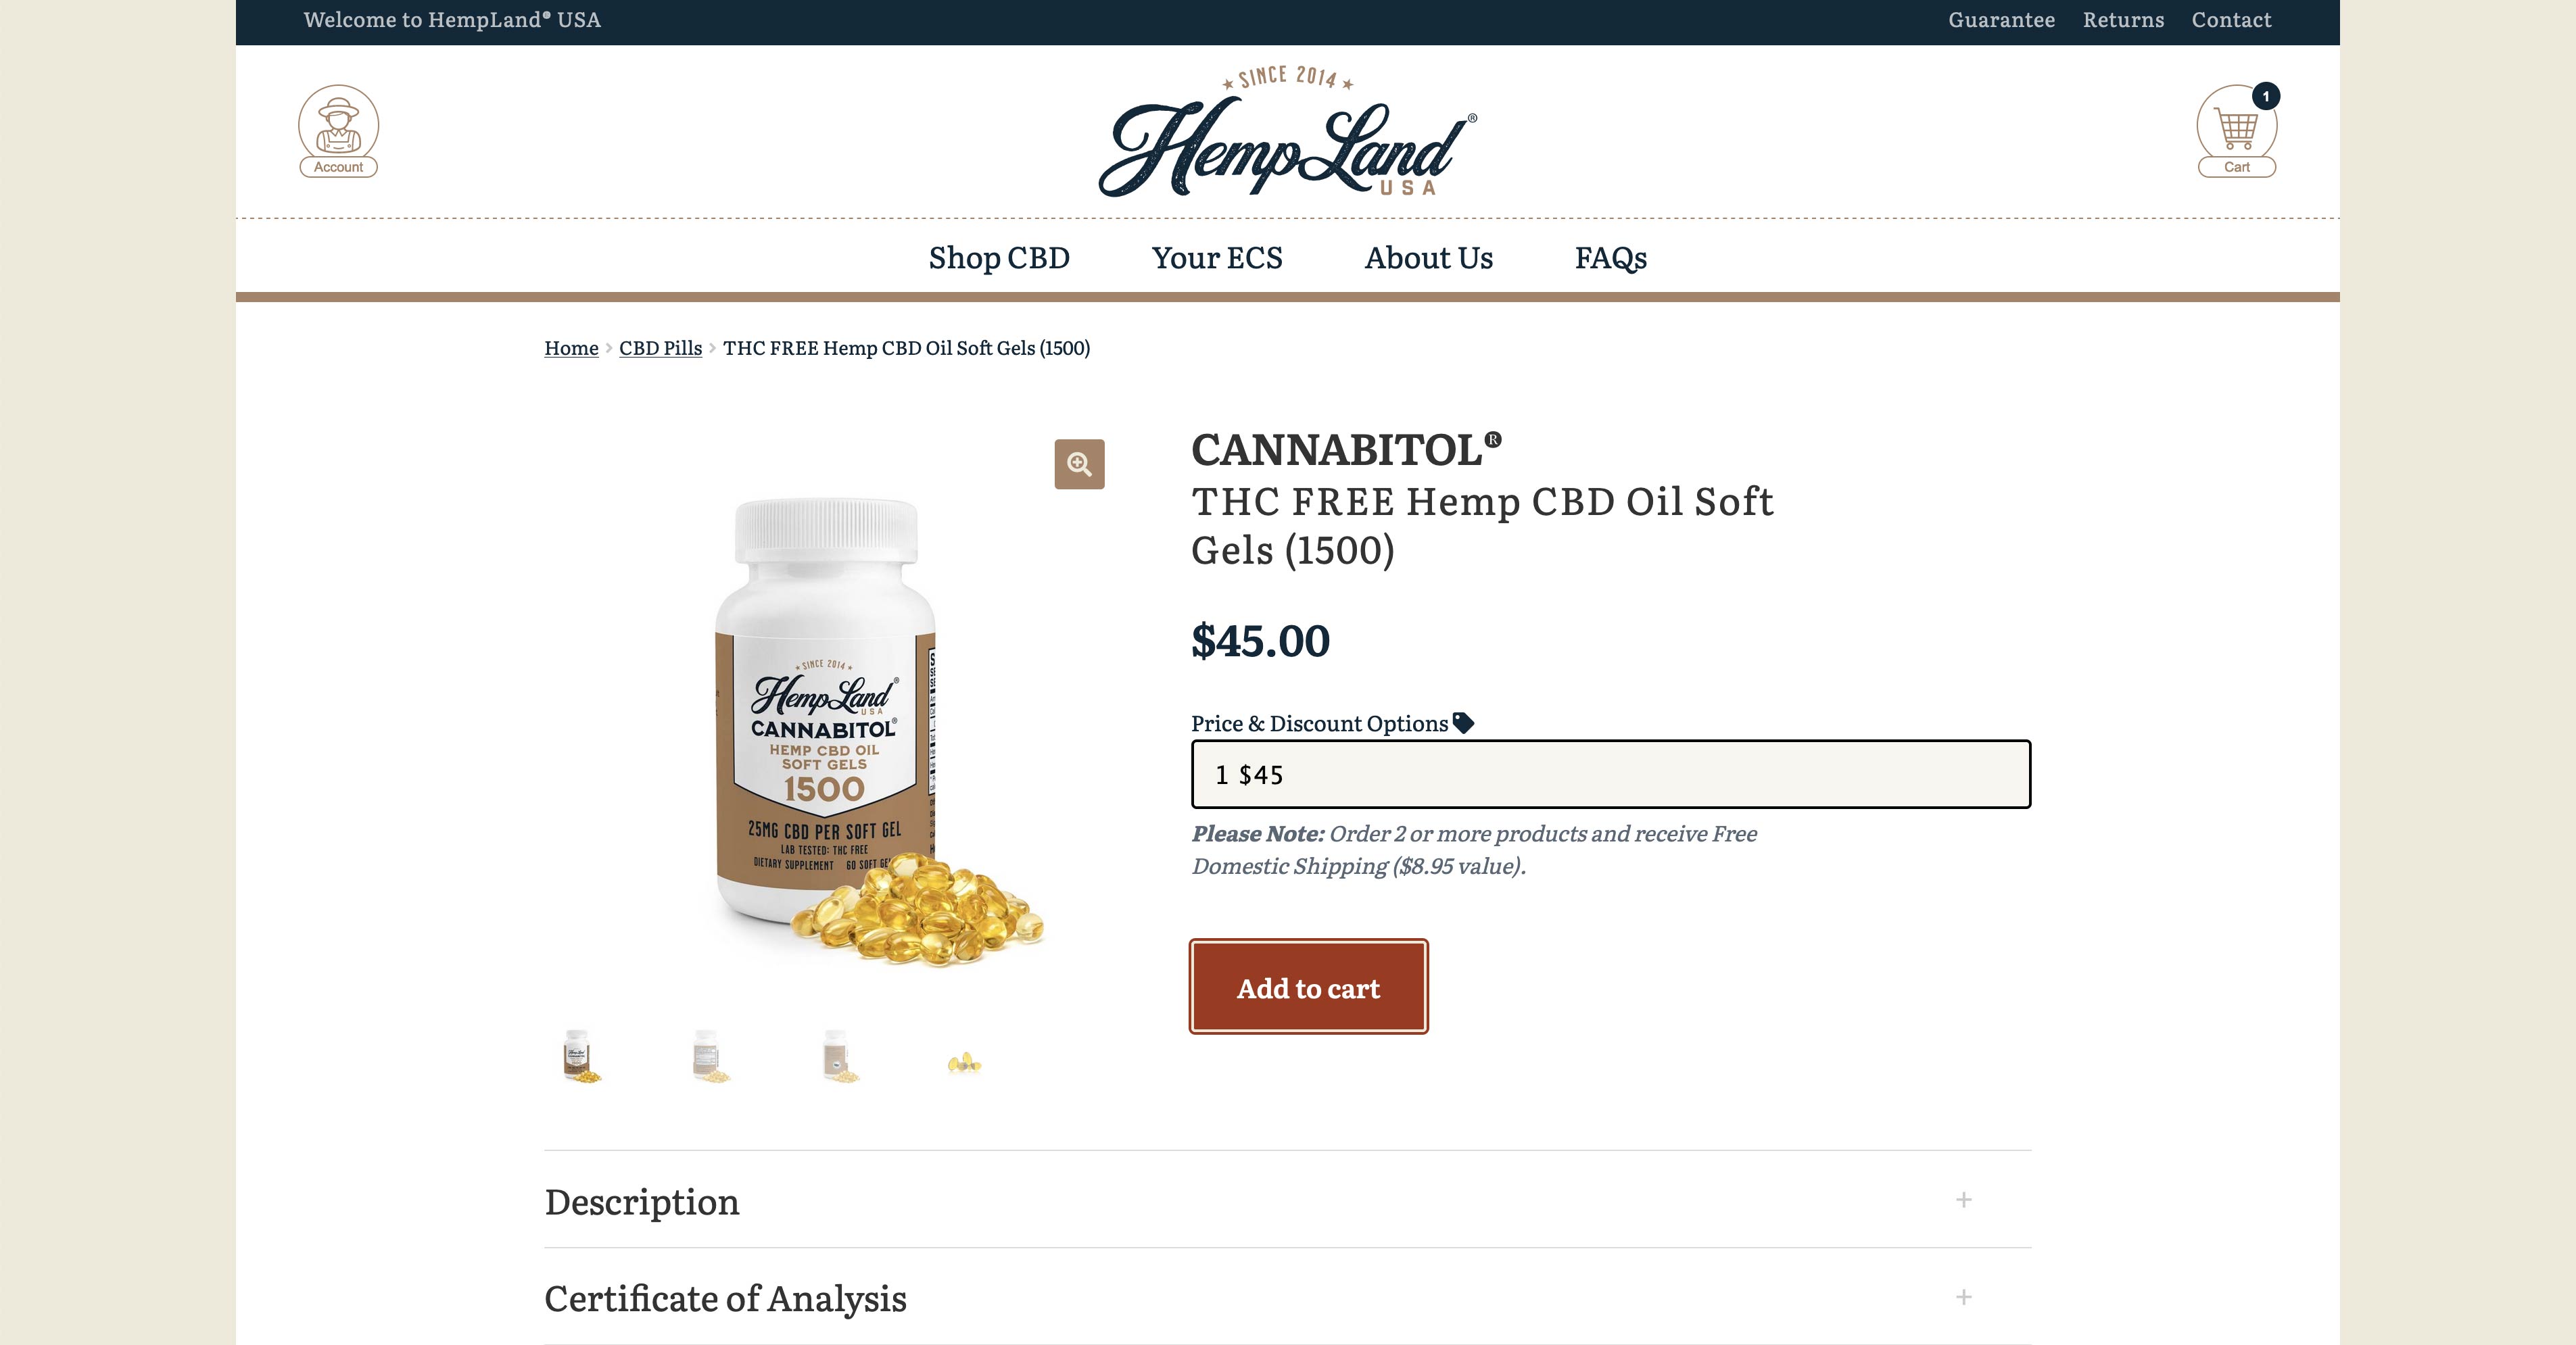 Welcome to HempLand® USA
Guarantee Returns Contact
Account
★ SINCE 2014 ★
HempLand®
USA
1
Cart
Shop CBD Your ECS About Us FAQs
Home > CBD Pills > THC FREE Hemp CBD Oil Soft Gels (1500)
★ SINCE 2014 ★
HempLand®
USA
CANNABITOL®
HEMP CBD OIL
SOFT GELS
1500
25MG CBD PER SOFT GEL
LAB TESTED: THC FREE
DIETARY SUPPLEMENT 60 SOFT
CANNABITOL®
THC FREE Hemp CBD Oil Soft
Gels (1500)
$45.00
Price & Discount Options
1 $45
Please Note: Order 2 or more products and receive Free
Domestic Shipping ($8.95 value).
Add to cart
Description +
Certificate of Analysis +